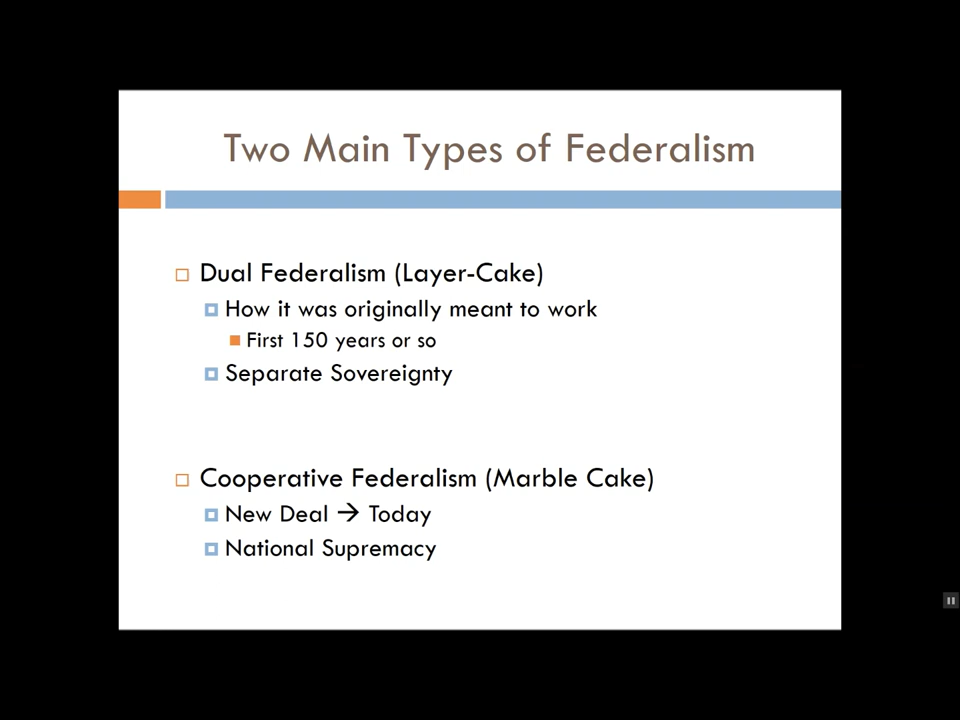 Two Main Types of Federalism
Dual Federalism (Layer-Cake)
How it was originally meant to work
First 150 years or so
Separate Sovereignty
Cooperative Federalism (Marble Cake)
New Deal → Today
National Supremacy